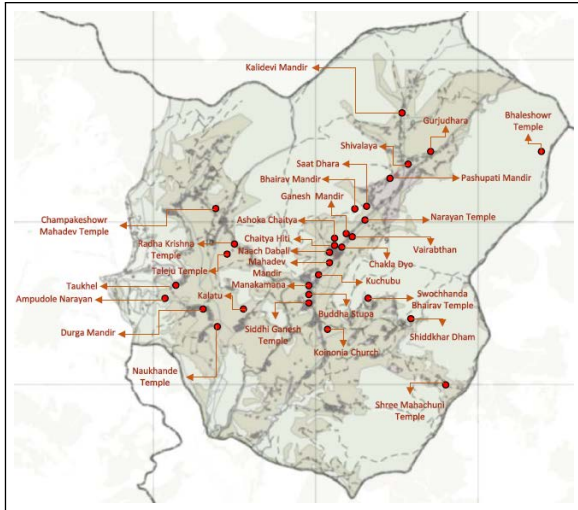 Kalidevi Mandir
Gurjudhara
Bhaleshowr
Temple
Shivalaya
Saat Dhara
Bhairav Mandir
Pashupati Mandir
Ganesh Mandir
Champakeshowr
Mahadev Temple
Ashoka Chaitya
Narayan Temple
Radha Krishna
Temple
Chaitya Hiti
Vairabthan
Naach Dabali
Chakla Dyo
Taleju Temple
Mahadev
Mandir
Kuchubu
Taukhel
Manakamana
Ampudole Narayan
Kalatu
Swochhanda
Bhairav Temple
Buddha Stupa
Durga Mandir
Siddhi Ganesh
Temple
Shiddkhar Dham
Koinonia Church
Naukhande
Temple
Shree Mahachuni
Temple